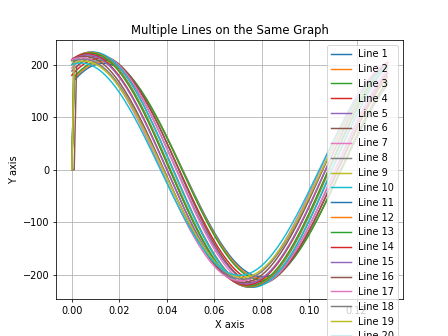 Multiple Lines on the Same Graph
Y axis
200
100
0
−100
−200
0.00
0.02
0.04
0.06
0.08
0.10
X axis
Line 1
Line 2
Line 3
Line 4
Line 5
Line 6
Line 7
Line 8
Line 9
Line 10
Line 11
Line 12
Line 13
Line 14
Line 15
Line 16
Line 17
Line 18
Line 19
Line 20